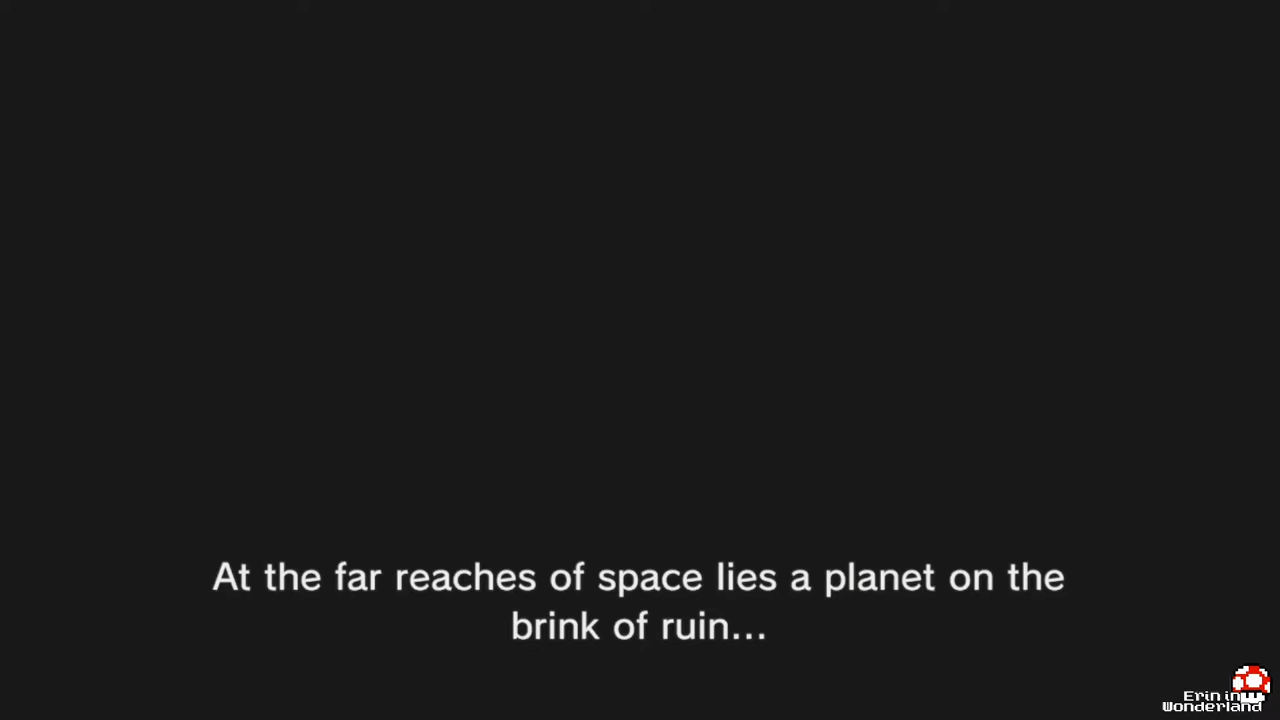 At the far reaches of space lies a planet on the
brink of ruin...
Erin in
Wonderland